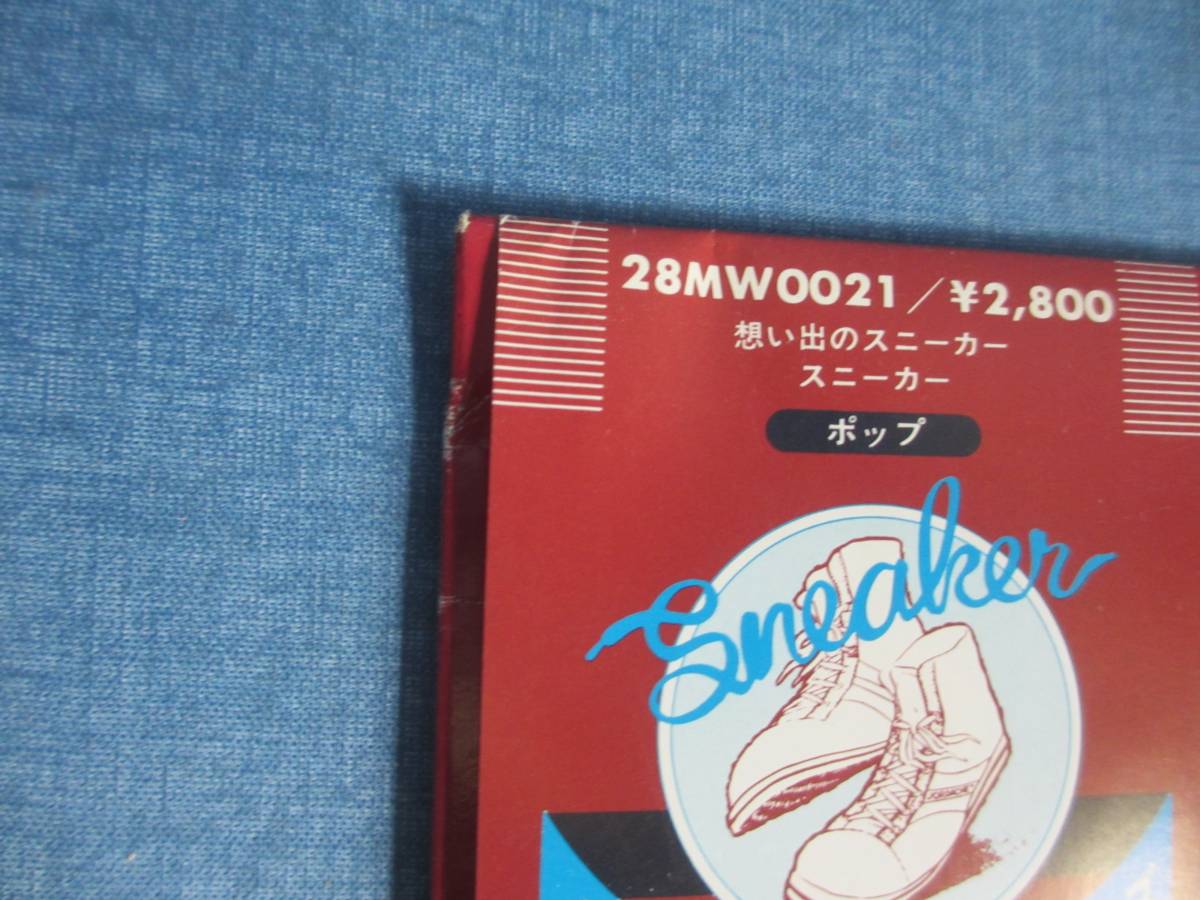 28MW0021／¥2,800
想い出のスニーカー
スニーカー
ポップ
Sneaker